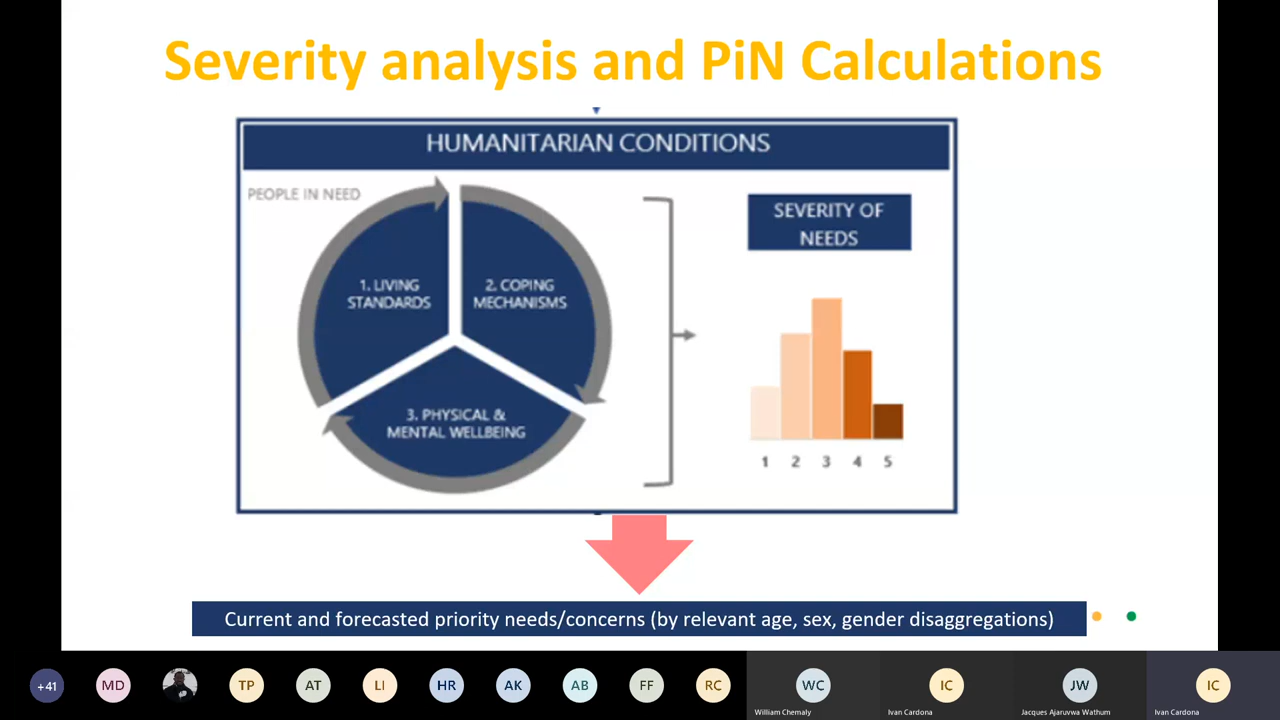 Severity analysis and PiN Calculations
HUMANITARIAN CONDITIONS
PEOPLE IN NEED
1. LIVING
STANDARDS
2. COPING
MECHANISMS
3. PHYSICAL &
MENTAL WELLBEING
SEVERITY OF
NEEDS
1 2 3 4 5
Current and forecasted priority needs/concerns (by relevant age, sex, gender disaggregations)
+41 MD TP AT LI HR AK AB FF RC WC IC JW IC
William Chemaly Ivan Cardona Jacques Ajaruvwa Wathum Ivan Cardona